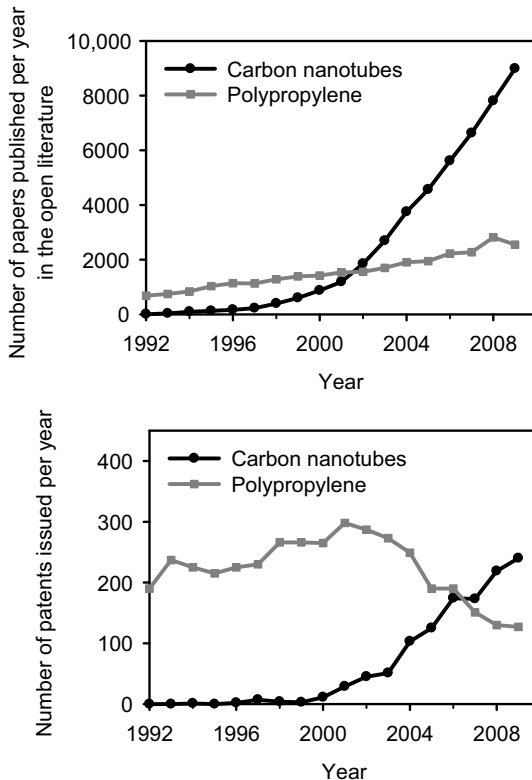 Number of papers published per year
in the open literature
10,000
8000
6000
4000
2000
0
Carbon nanotubes
Polypropylene
1992 1996 2000 2004 2008
Year
Number of patents issued per year
400
300
200
100
0
Carbon nanotubes
Polypropylene
1992 1996 2000 2004 2008
Year